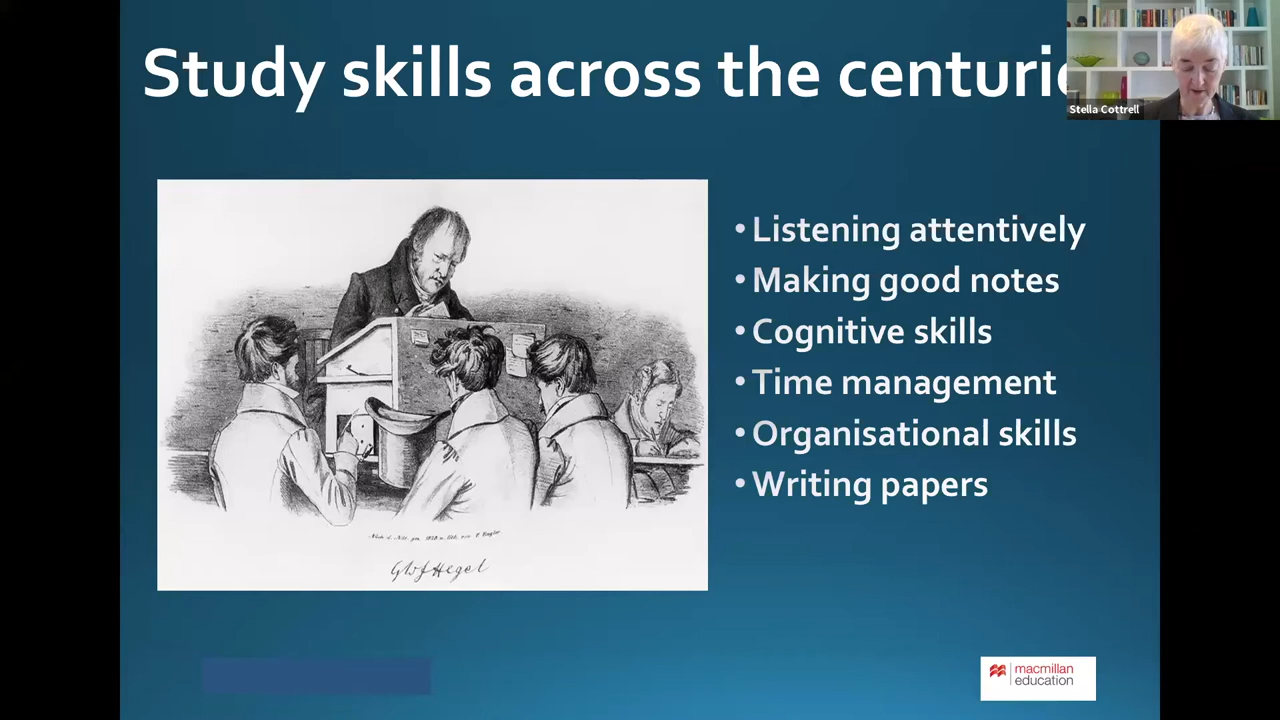 Study skills across the centurie
Stella Cottrell
• Listening attentively
• Making good notes
• Cognitive skills
• Time management
• Organisational skills
• Writing papers
Hegel
macmillan
education